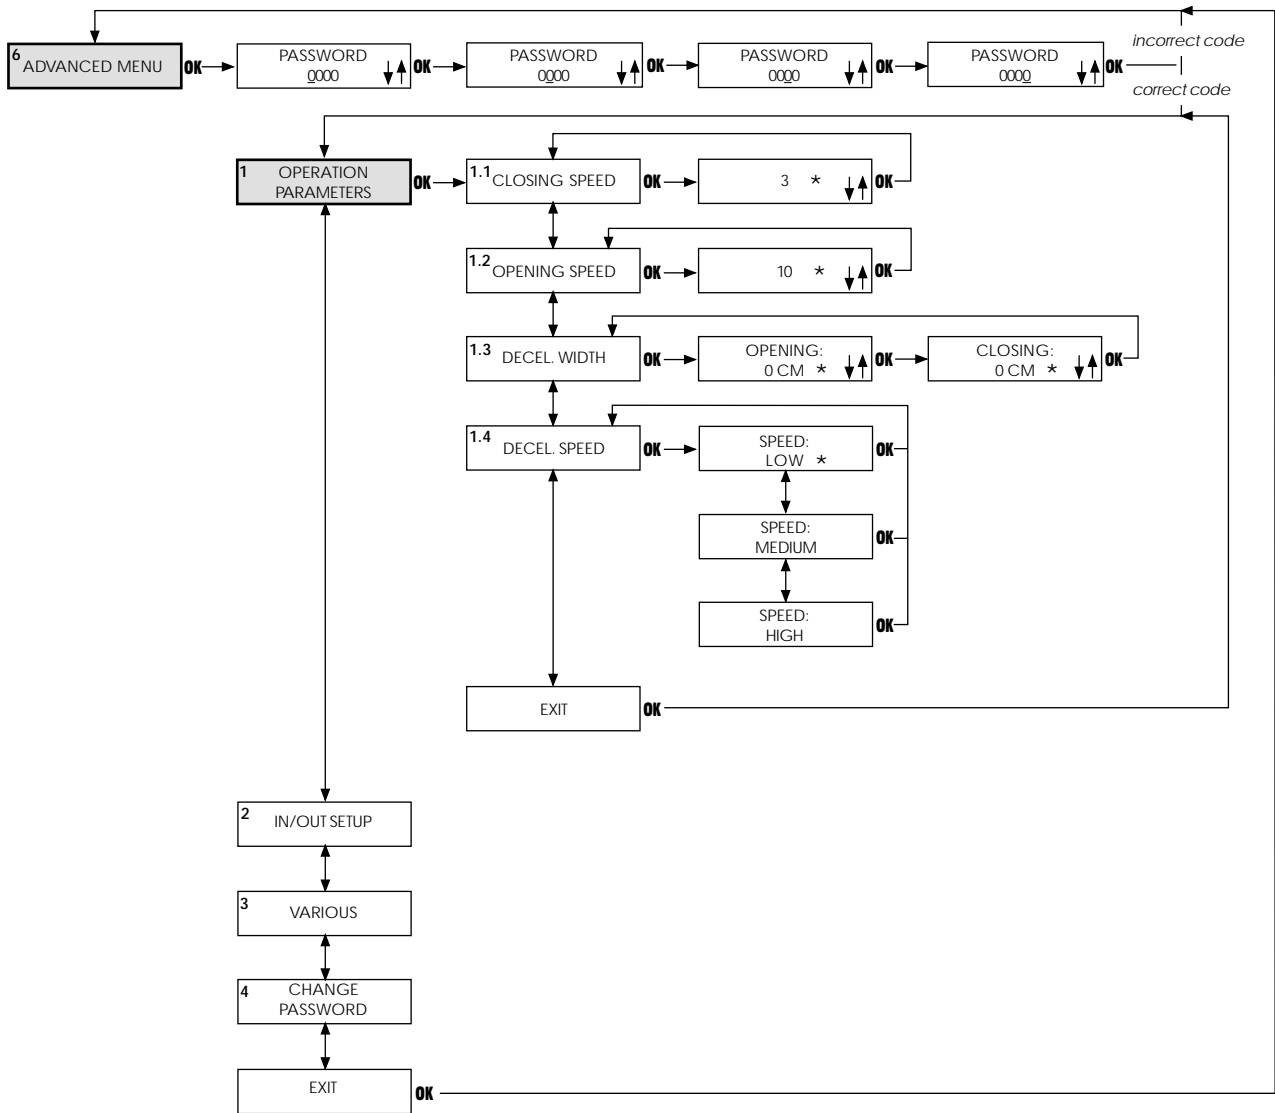 6 ADVANCED MENU OK
PASSWORD
0000 OK
PASSWORD
0000 OK
PASSWORD
0000 OK
PASSWORD
0000 OK
incorrect code
correct code
1 OPERATION
PARAMETERS OK
1.1 CLOSING SPEED OK
3 * OK
1.2 OPENING SPEED OK
10 * OK
1.3 DECEL. WIDTH OK
OPENING:
0 CM * OK
CLOSING:
0 CM * OK
1.4 DECEL. SPEED OK
SPEED:
LOW * OK
SPEED:
MEDIUM OK
SPEED:
HIGH OK
EXIT OK
2 IN/OUT SETUP
3 VARIOUS
4 CHANGE
PASSWORD
EXIT OK